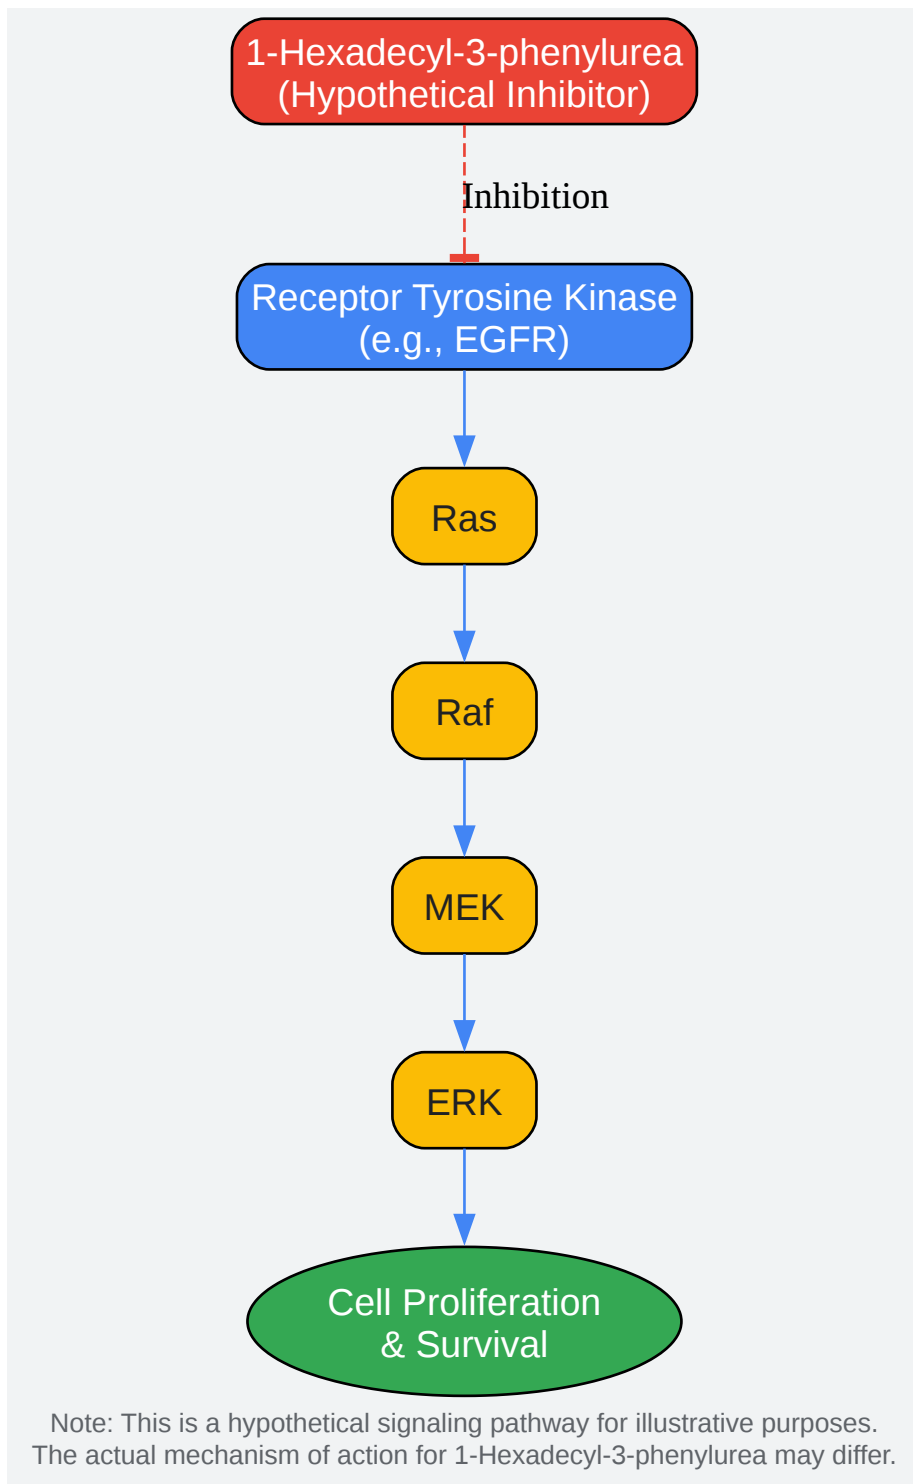 1-Hexadecyl-3-phenylurea
(Hypothetical Inhibitor)
Inhibition
Receptor Tyrosine Kinase
(e.g., EGFR)
Ras
Raf
MEK
ERK
Cell Proliferation
& Survival
Note: This is a hypothetical signaling pathway for illustrative purposes.
The actual mechanism of action for 1-Hexadecyl-3-phenylurea may differ.